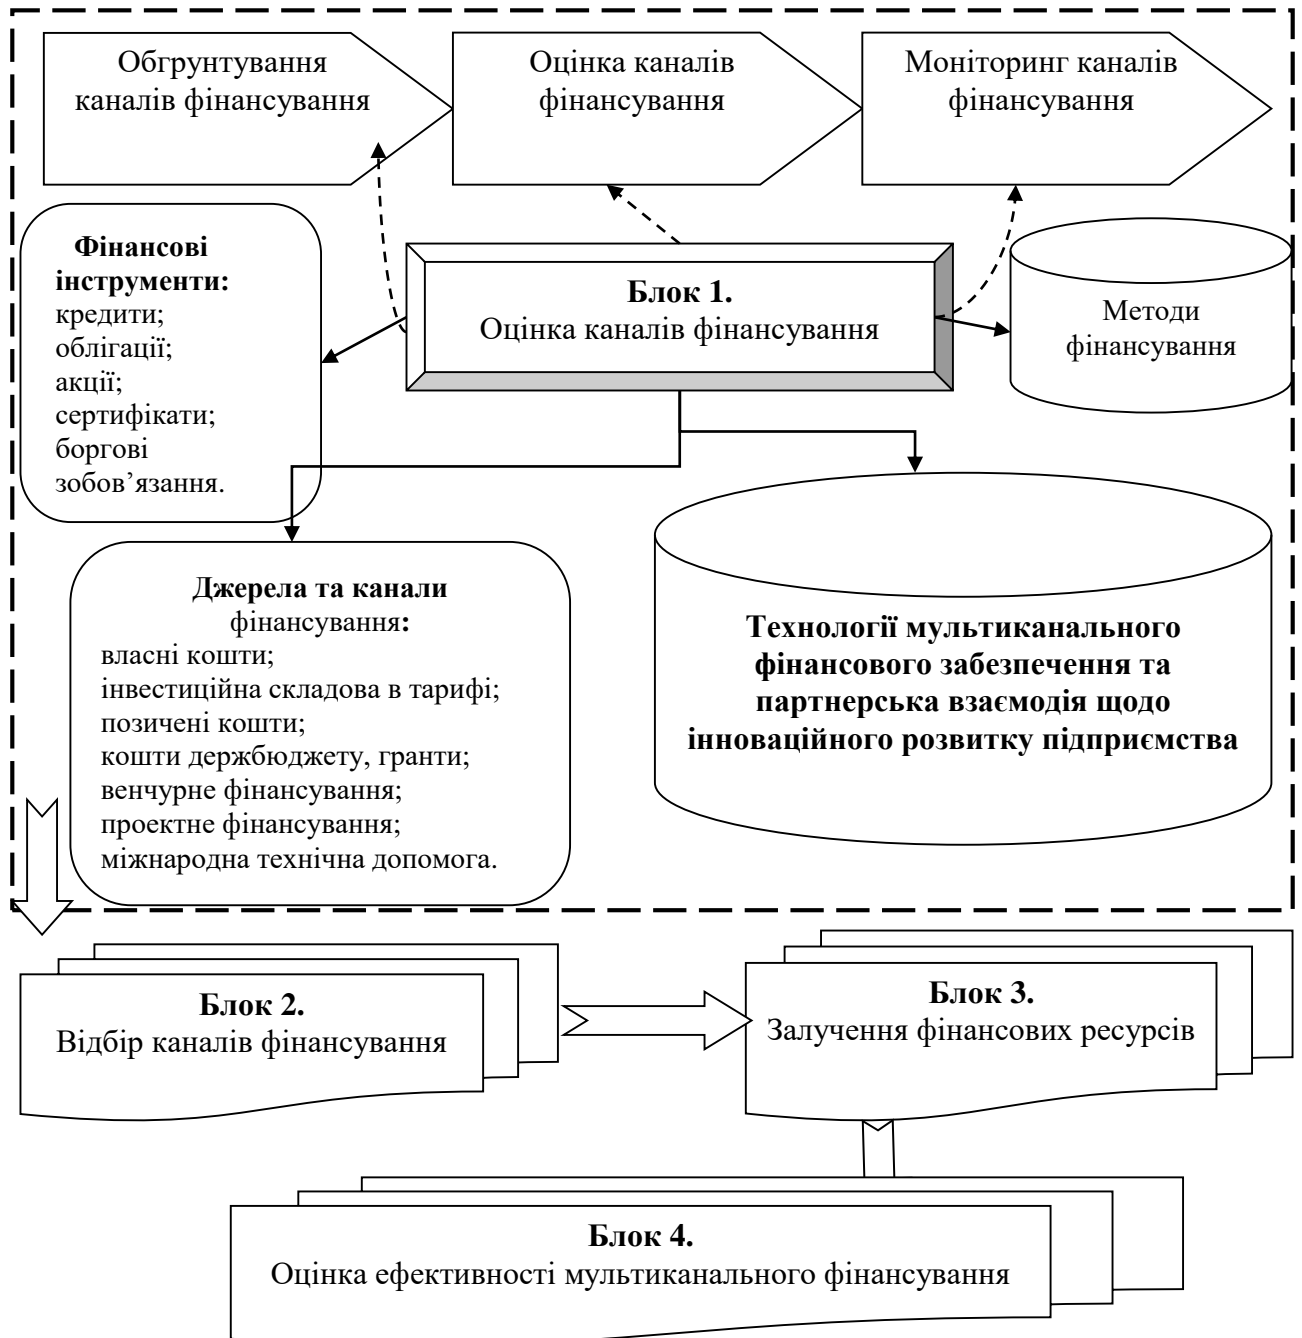 Обгрунтування
каналів фінансування
Оцінка каналів
фінансування
Моніторинг каналів
фінансування
Фінансові
інструменти:
кредити;
облігації;
акції;
сертифікати;
боргові
зобов’язання.
Блок 1.
Оцінка каналів фінансування
Методи
фінансування
Джерела та канали
фінансування:
власні кошти;
інвестиційна складова в тарифі;
позичені кошти;
кошти держбюджету, гранти;
венчурне фінансування;
проектне фінансування;
міжнародна технічна допомога.
Технології мультиканального
фінансового забезпечення та
партнерська взаємодія щодо
інноваційного розвитку підприємства
Блок 2.
Відбір каналів фінансування
Блок 3.
Залучення фінансових ресурсів
Блок 4.
Оцінка ефективності мультиканального фінансування